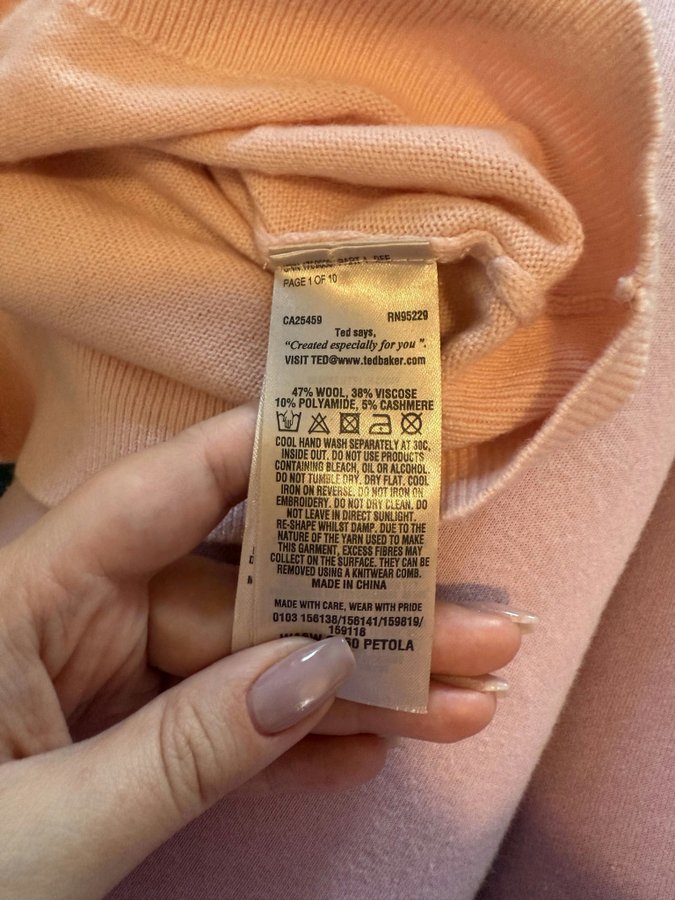 PAGE 1 OF 10
CA25459 RN95229
Ted says,
“Created especially for you ”.
VISIT TED@www.tedbaker.com
47% WOOL, 38% VISCOSE
10% POLYAMIDE, 5% CASHMERE
COOL HAND WASH SEPARATELY AT 30C,
INSIDE OUT. DO NOT USE PRODUCTS
CONTAINING BLEACH, OIL OR ALCOHOL.
DO NOT TUMBLE DRY. DRY FLAT. COOL
IRON ON REVERSE. DO NOT IRON ON
EMBROIDERY. DO NOT DRY CLEAN. DO
NOT LEAVE IN DIRECT SUNLIGHT.
RE-SHAPE WHILST DAMP. DUE TO THE
NATURE OF THE YARN USED TO MAKE
THIS GARMENT, EXCESS FIBRES MAY
COLLECT ON THE SURFACE. THEY CAN BE
REMOVED USING A KNITWEAR COMB.
MADE IN CHINA
MADE WITH CARE, WEAR WITH PRIDE
0103 156138/158141/159819/
159118
PETOLA